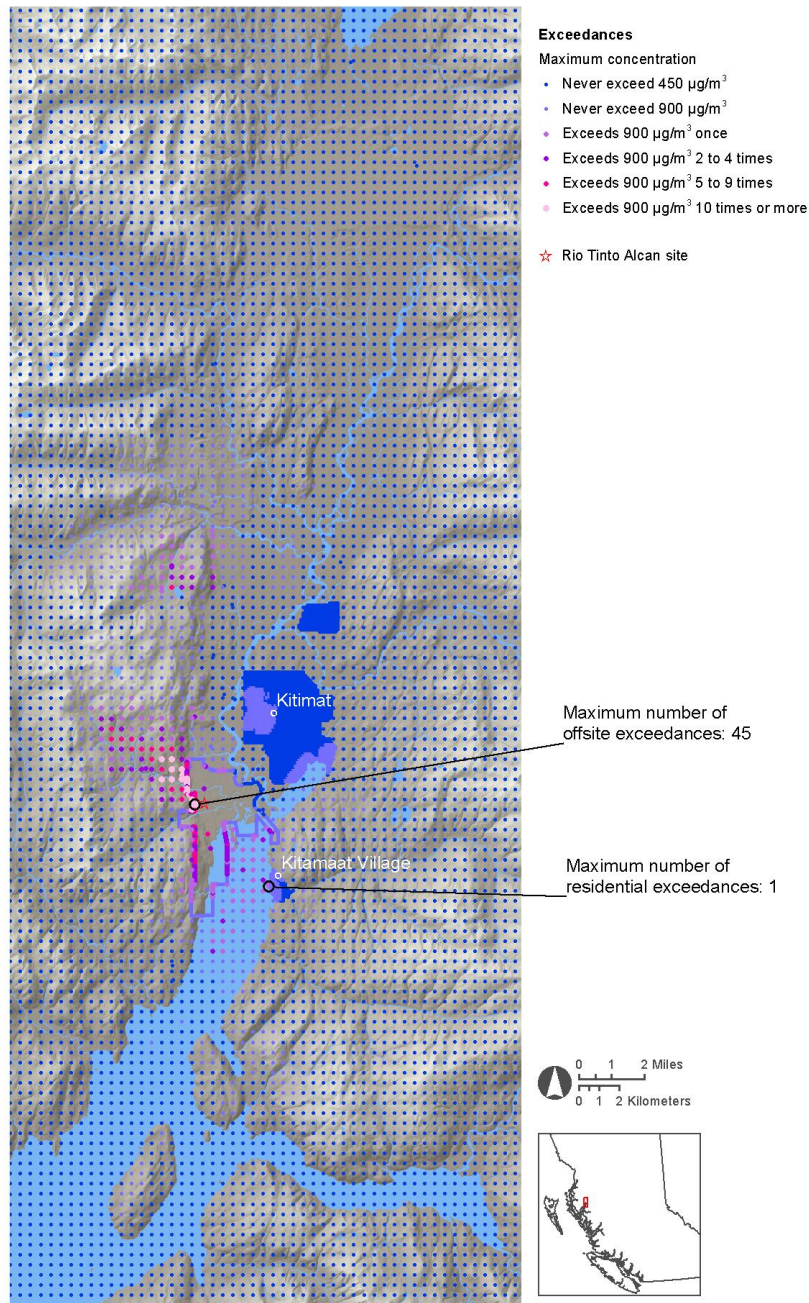 Exceedances
Maximum concentration
Never exceed 450 µg/m³
Never exceed 900 µg/m³
Exceeds 900 µg/m³ once
Exceeds 900 µg/m³ 2 to 4 times
Exceeds 900 µg/m³ 5 to 9 times
Exceeds 900 µg/m³ 10 times or more
Rio Tinto Alcan site
Kitimat
Maximum number of
offsite exceedances: 45
Kitamaat Village
Maximum number of
residential exceedances: 1
0 1 2 Miles
0 1 2 Kilometers